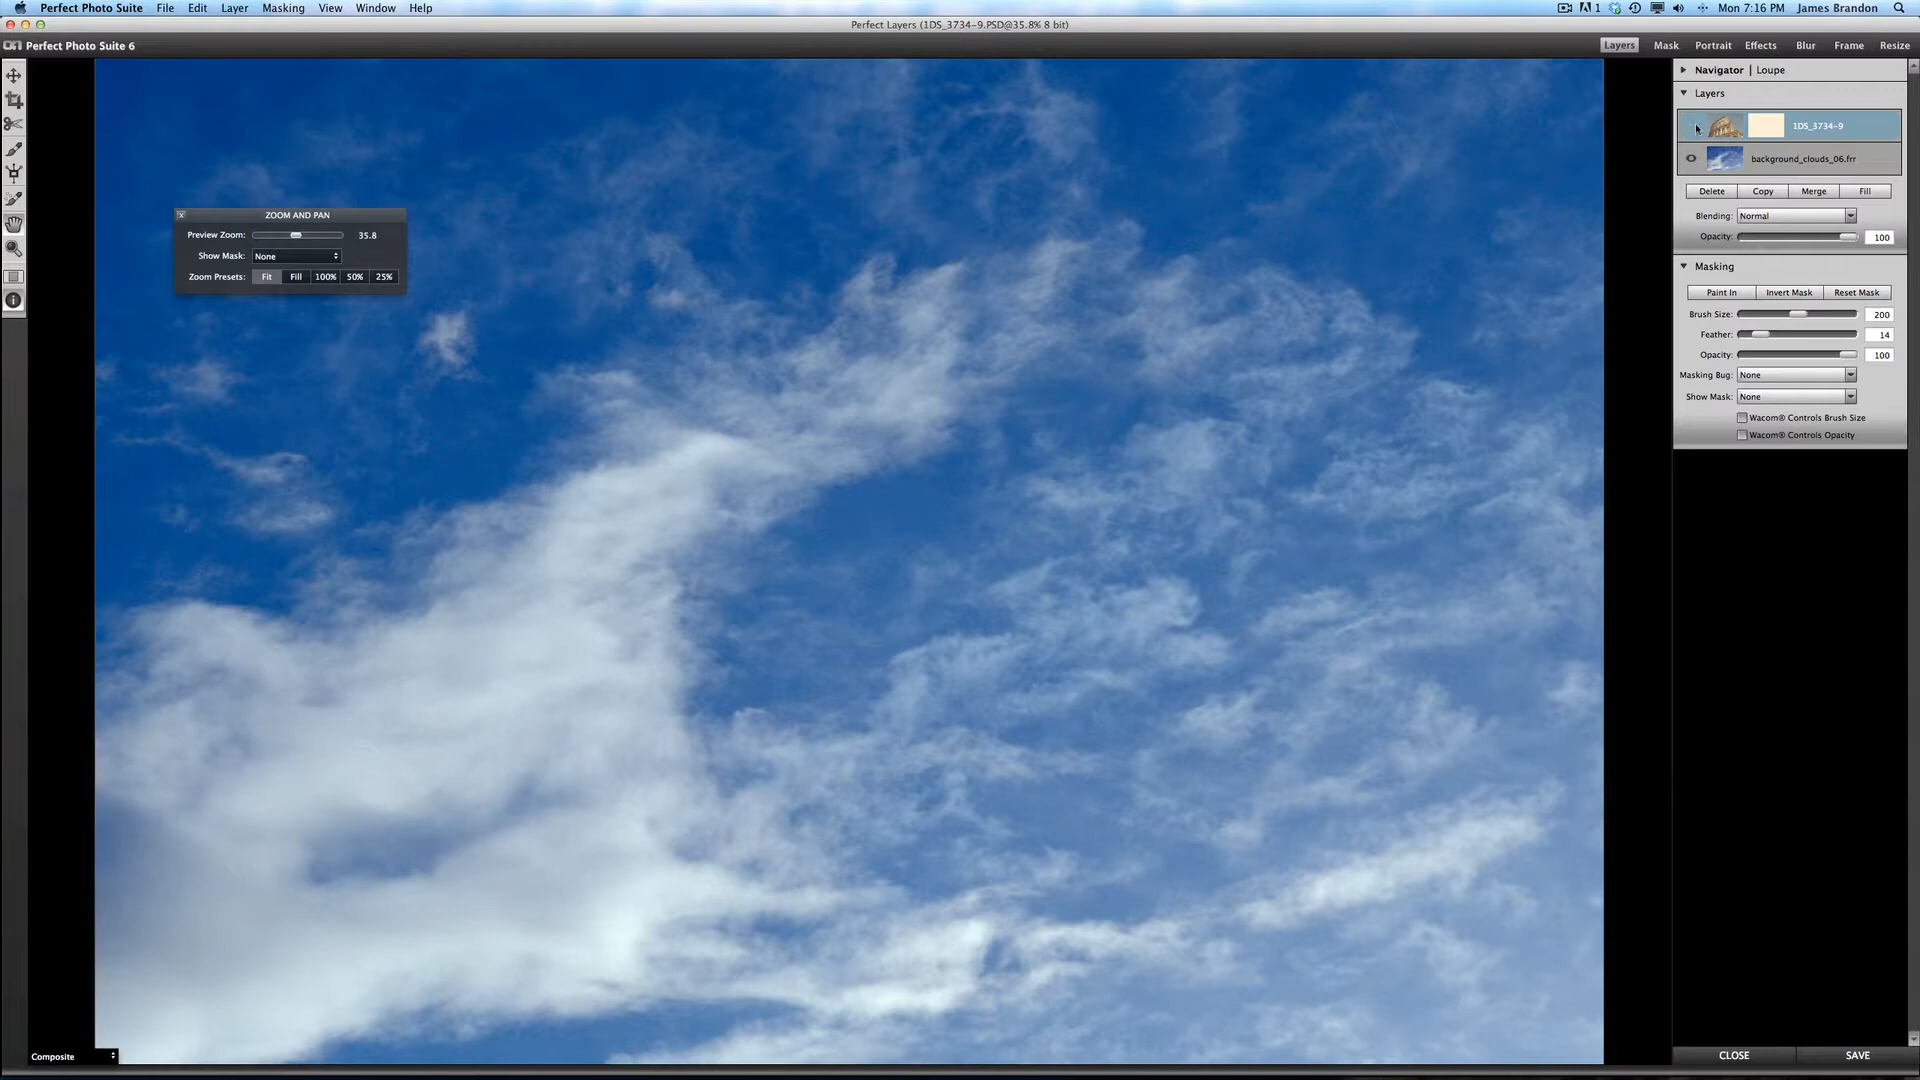 Perfect Photo Suite File Edit Layer Masking View Window Help 1 Mon 7:16 PM James Brandon
Perfect Layers (1DS_3734-9.PSD@35.8% 8 bit)
on Perfect Photo Suite 6 Layers Mask Portrait Effects Blur Frame Resize
Navigator | Loupe
Layers
1DS_3734-9
background_clouds_06.frr
Delete Copy Merge Fill
Blending: Normal
Opacity: 100
Masking
Paint In Invert Mask Reset Mask
Brush Size: 200
Feather: 14
Opacity: 100
Masking Bug: None
Show Mask: None
Wacom® Controls Brush Size
Wacom® Controls Opacity
x ZOOM AND PAN
Preview Zoom: 35.8
Show Mask: None
Zoom Presets: Fit Fill 100% 50% 25%
Composite
CLOSE SAVE